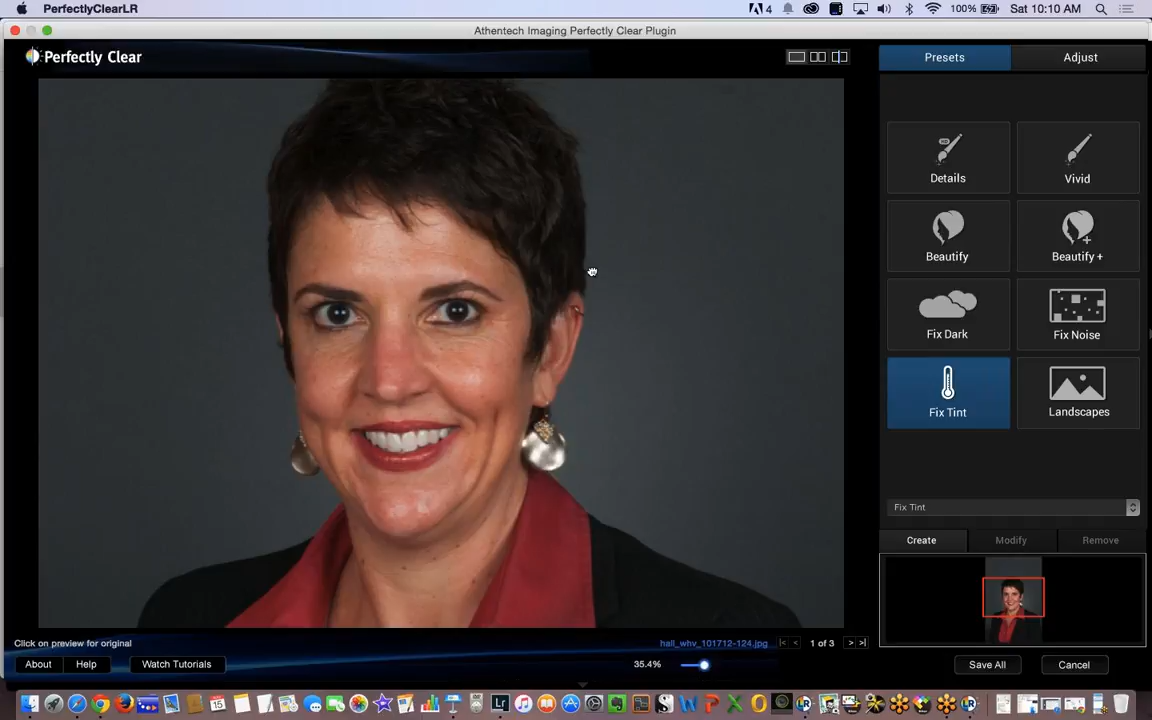 PerfectlyClearLR
4
100%
Sat 10:10 AM
Athentech Imaging Perfectly Clear Plugin
Perfectly Clear
Presets
Adjust
Details
Vivid
Beautify
Beautify +
Fix Dark
Fix Noise
Fix Tint
Landscapes
Fix Tint
Create
Modify
Remove
Click on preview for original
hall_whv_101712-124.jpg
1 of 3
About
Help
Watch Tutorials
35.4%
Save All
Cancel